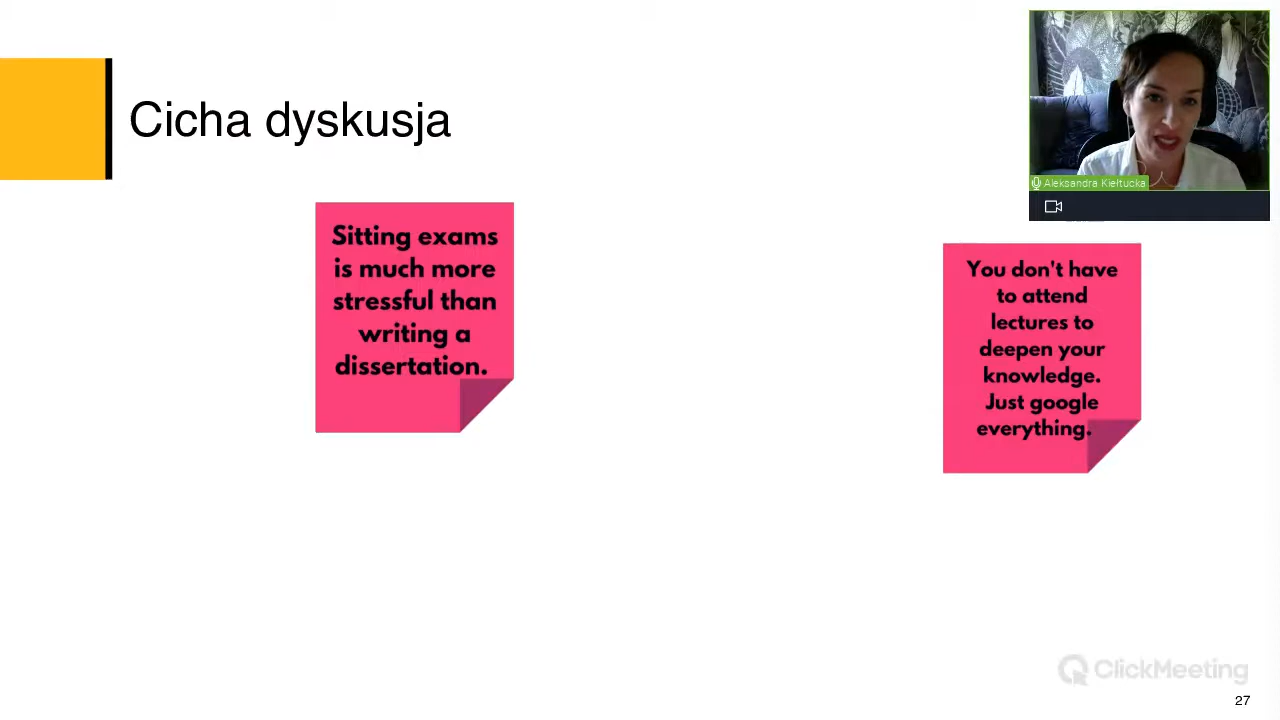 Cicha dyskusja
Aleksandra Kiełtucka
Sitting exams
is much more
stressful than
writing a
dissertation.
You don't have
to attend
lectures to
deepen your
knowledge.
Just google
everything.
ClickMeeting
27